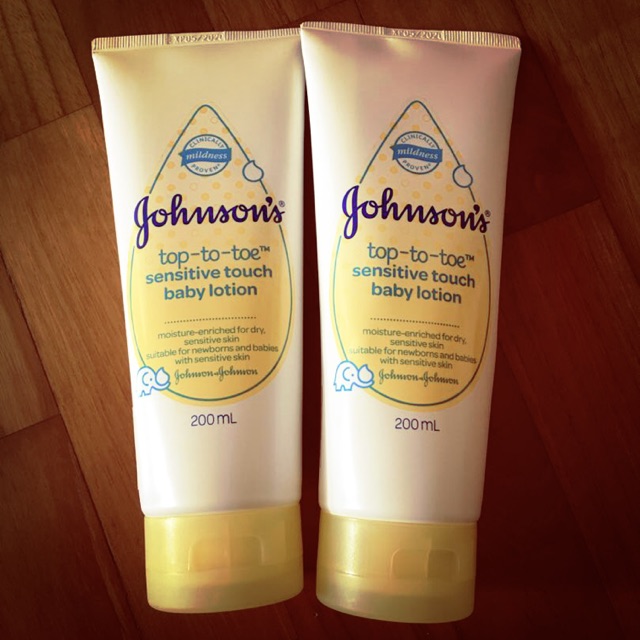 CLINICALLY
mildness
PROVEN*
Johnson's®
top-to-toe™
sensitive touch
baby lotion
moisture-enriched for dry,
sensitive skin
suitable for newborns and babies
with sensitive skin
Johnson & Johnson
200 mL
CLINICALLY
mildness
PROVEN*
Johnson's®
top-to-toe™
sensitive touch
baby lotion
moisture-enriched for dry,
sensitive skin
suitable for newborns and babies
with sensitive skin
Johnson & Johnson
200 mL